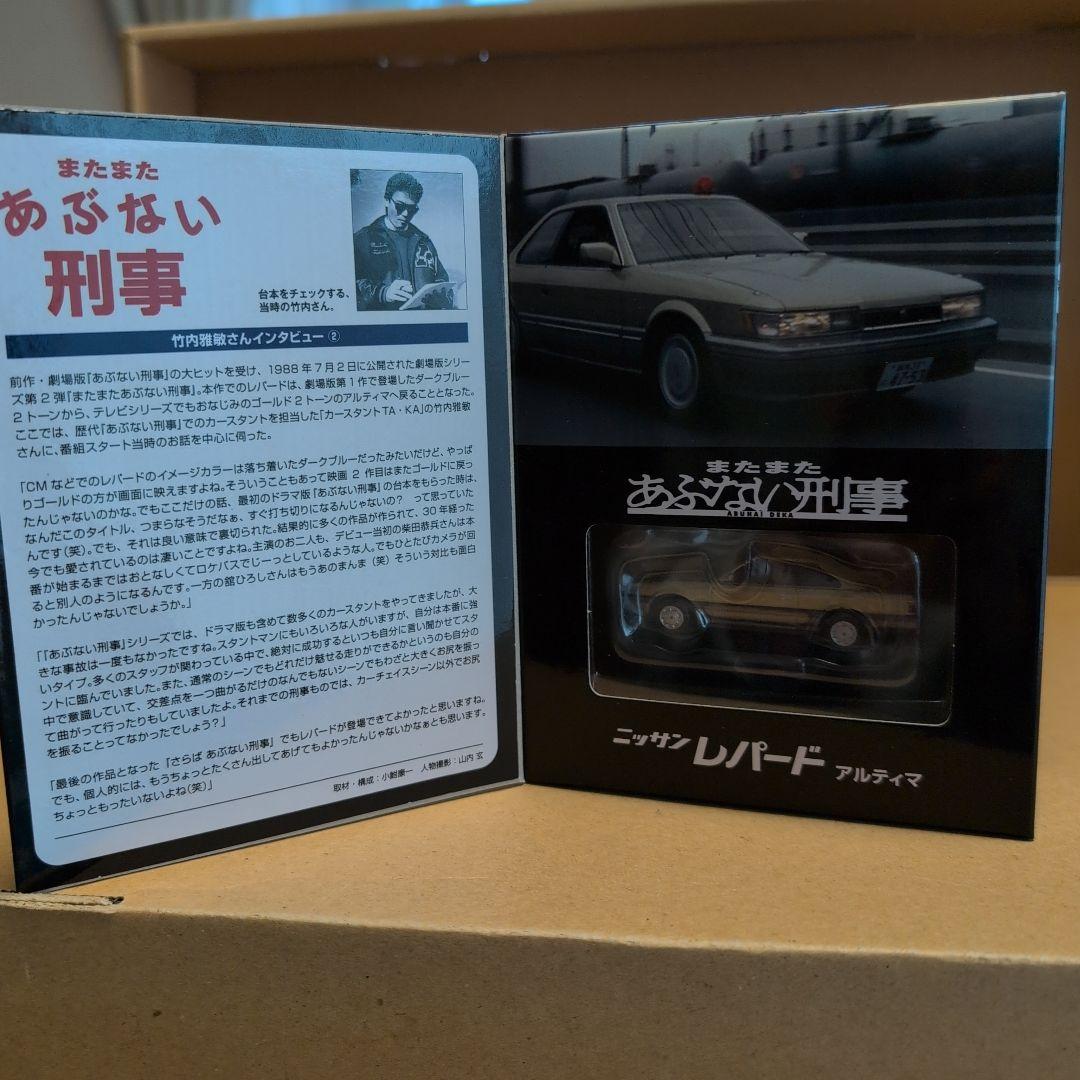 またまた
あぶない
刑事
台本をチェックする、
当時の竹内さん。
竹内雅敏さんインタビュー②
前作・劇場版「あぶない刑事」の大ヒットを受け、1988年7月2日に公開された劇場版シリー
ズ第2弾「またまたあぶない刑事」。本作でのレパードは、劇場版第1作で登場したダークブルー
2トーンから、テレビシリーズでもおなじみのゴールド2トーンのアルティマへ戻ることとなった。
ここでは、歴代「あぶない刑事」でのカースタントを担当した「カースタントTA・KA」の竹内雅敏
さんに、番組スタート当時のお話を中心に伺った。
「CMなどでのレパードのイメージカラーは落ち着いたダークブルーだったみたいだけど、やっぱ
りゴールドの方が画面に映えますよね。そういうこともあって映画2作目はまたゴールドに戻っ
たんじゃないのかな。でもここだけの話、最初のドラマ版「あぶない刑事」の台本をもらった時は、
なんだこのタイトル、つまらなそうだなぁ、すぐ打ち切りになるんじゃないの？ って思っていた
んです(笑)。でも、それは良い意味で裏切られた。結果的に多くの作品が作られて、30年経った
今でも愛されているのは凄いことですよね。主演のお二人も、デビュー当初の柴田恭兵さんは本
番が始まるまではおとなしくてロケバスでじーっとしているような人。でもひとたびカメラが回
ると別人のようになるんです。一方の舘ひろしさんはもうあのまんま(笑)そういう対比も面白
かったんじゃないでしょうか。」
「「あぶない刑事」シリーズでは、ドラマ版も含めて数多くのカースタントをやってきましたが、大
きな事故は一度もなかったですね。スタントマンにもいろいろな人がいますが、自分は本番に強
いタイプ。多くのスタッフが関わっている中で、絶対に成功するといつも自分に言い聞かせてスタ
ントに臨んでいました。また、通常のシーンでもどれだけ魅せる走りができるかというのも自分の
中で意識していて、交差点を一つ曲がるだけのなんでもないシーンでもわざと大きくお尻を振っ
て曲がって行ったりもしていましたよ。それまでの刑事ものでは、カーチェイスシーン以外でお尻
を振ることってなかったでしょう？」
「最後の作品となった『さらば あぶない刑事』でもレパードが登場できてよかったと思いますね。
でも、個人的には、もうちょっとたくさん出してあげてもよかったんじゃないかなぁとも思います。
ちょっともったいないよね(笑)」
取材・構成：小鮒康一 人物撮影：山内 玄
またまた
あぶない刑事
ABUNAI DEKA
ニッサン レパード アルティマ